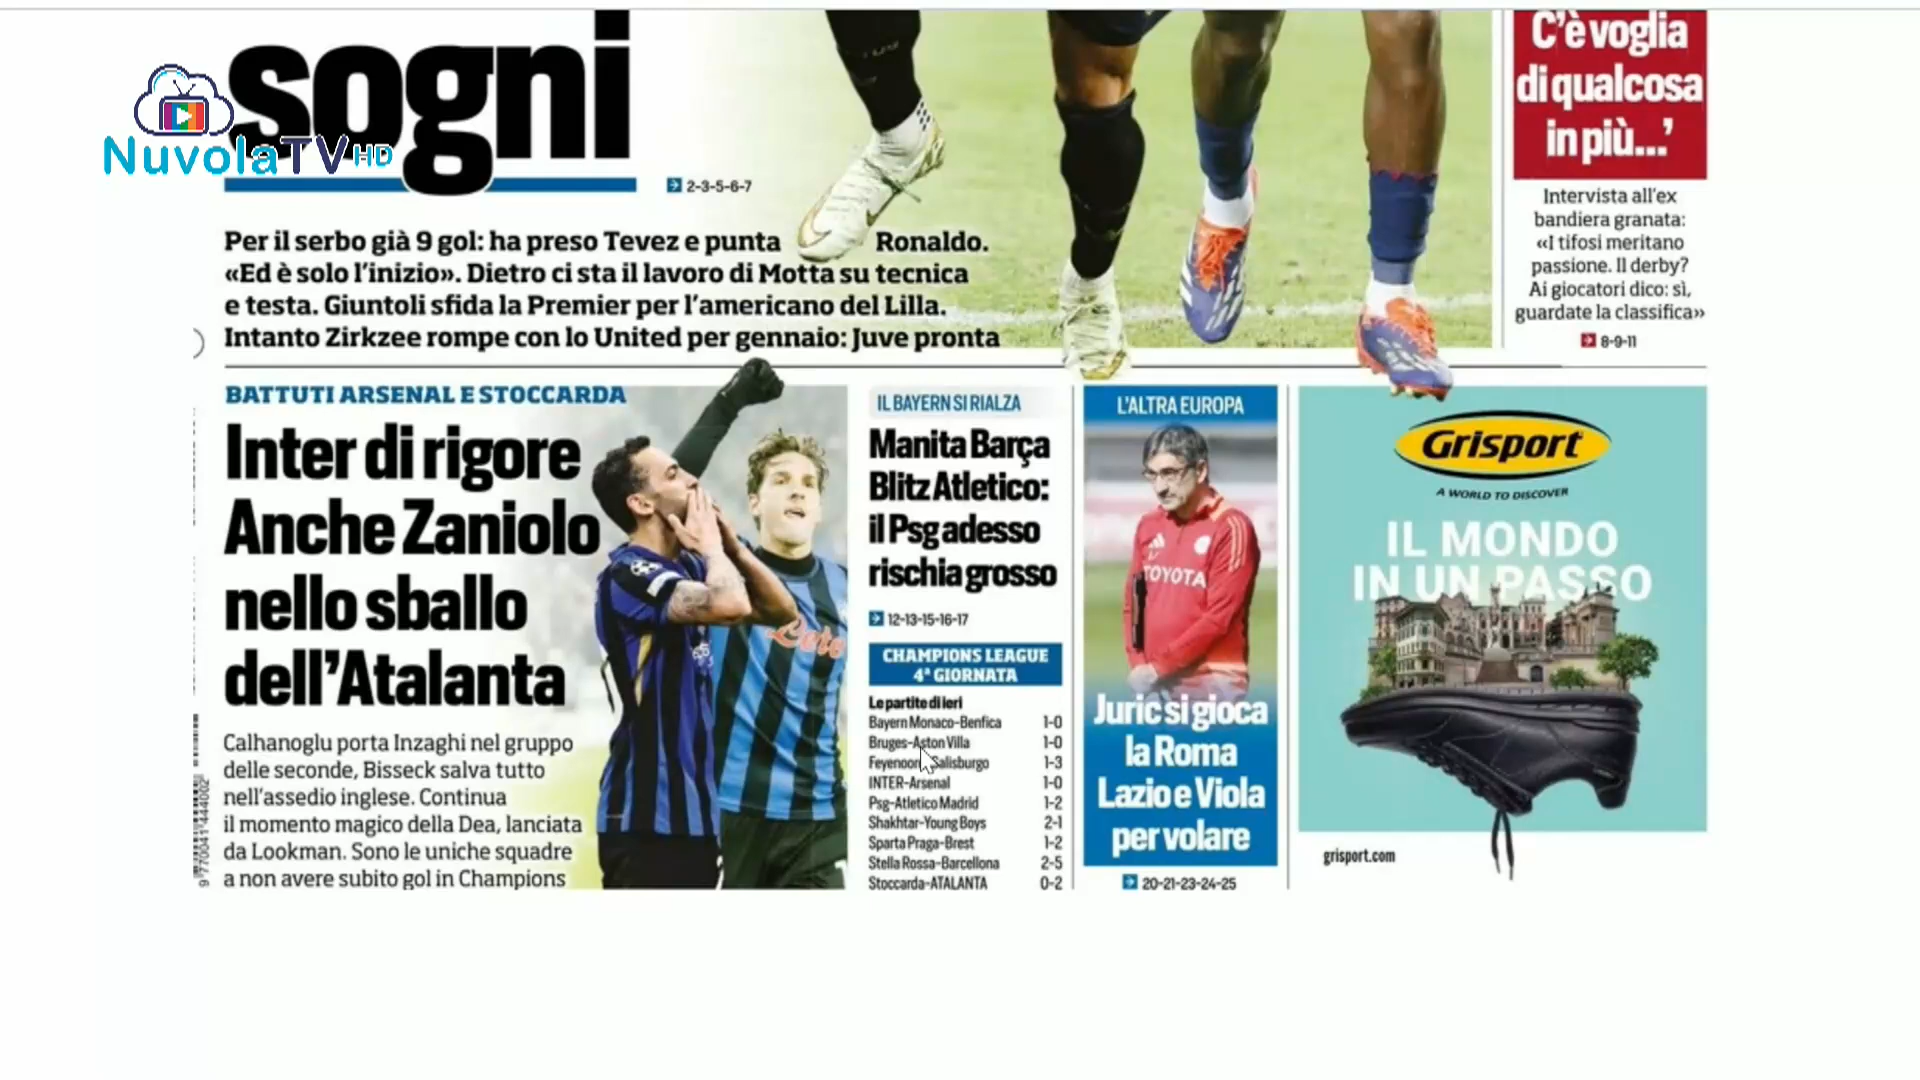 sogni
NuvolaTV HD
2-3-5-6-7
Per il serbo già 9 gol: ha preso Tevez e punta Ronaldo.
«Ed è solo l'inizio». Dietro ci sta il lavoro di Motta su tecnica
e testa. Giuntoli sfida la Premier per l'americano del Lilla.
Intanto Zirkzee rompe con lo United per gennaio: Juve pronta
C'è voglia
di qualcosa
in più...'
Intervista all'ex
bandiera granata:
«I tifosi meritano
passione. Il derby?
Ai giocatori dico: sì,
guardate la classifica»
8-9-11
BATTUTI ARSENAL E STOCCARDA
Inter di rigore
Anche Zaniolo
nello sballo
dell'Atalanta
Calhanoglu porta Inzaghi nel gruppo
delle seconde, Bisseck salva tutto
nell'assedio inglese. Continua
il momento magico della Dea, lanciata
da Lookman. Sono le uniche squadre
a non avere subito gol in Champions
9 770041 444002
IL BAYERN SI RIALZA
Manita Barça
Blitz Atletico:
il Psg adesso
rischia grosso
12-13-15-16-17
CHAMPIONS LEAGUE
4ª GIORNATA
Le partite di ieri
Bayern Monaco-Benfica 1-0
Bruges-Aston Villa 1-0
Feyenoord-Salisburgo 1-3
INTER-Arsenal 1-0
Psg-Atletico Madrid 1-2
Shakhtar-Young Boys 2-1
Sparta Praga-Brest 1-2
Stella Rossa-Barcellona 2-5
Stoccarda-ATALANTA 0-2
L'ALTRA EUROPA
TOYOTA
Juric si gioca
la Roma
Lazio e Viola
per volare
20-21-23-24-25
Grisport
A WORLD TO DISCOVER
IL MONDO
IN UN PASSO
grisport.com